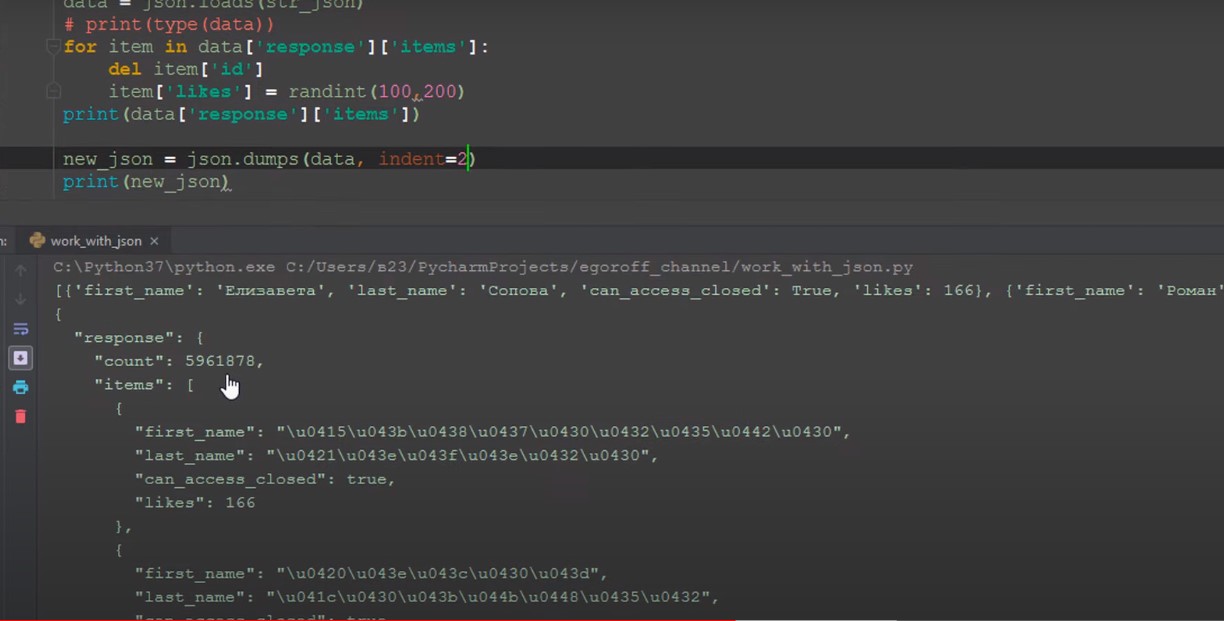 data = json.loads(str_json)
# print(type(data))
for item in data['response']['items']:
    del item['id']
    item['likes'] = randint(100,200)
print(data['response']['items'])
new_json = json.dumps(data, indent=2)
print(new_json)
work_with_json ×
C:\Python37\python.exe C:/Users/в23/PycharmProjects/egoroff_channel/work_with_json.py
[{'first_name': 'Елизавета', 'last_name': 'Сопова', 'can_access_closed': True, 'likes': 166}, {'first_name': 'Роман'
{
  "response": {
    "count": 5961878,
    "items": [
      {
        "first_name": "\u0415\u043b\u0438\u0437\u0430\u0432\u0435\u0442\u0430",
        "last_name": "\u0421\u043e\u043f\u043e\u0432\u0430",
        "can_access_closed": true,
        "likes": 166
      },
      {
        "first_name": "\u0420\u043e\u043c\u0430\u043d",
        "last_name": "\u041c\u0430\u043b\u044b\u0448\u0435\u0432",
        "can_access_closed": true